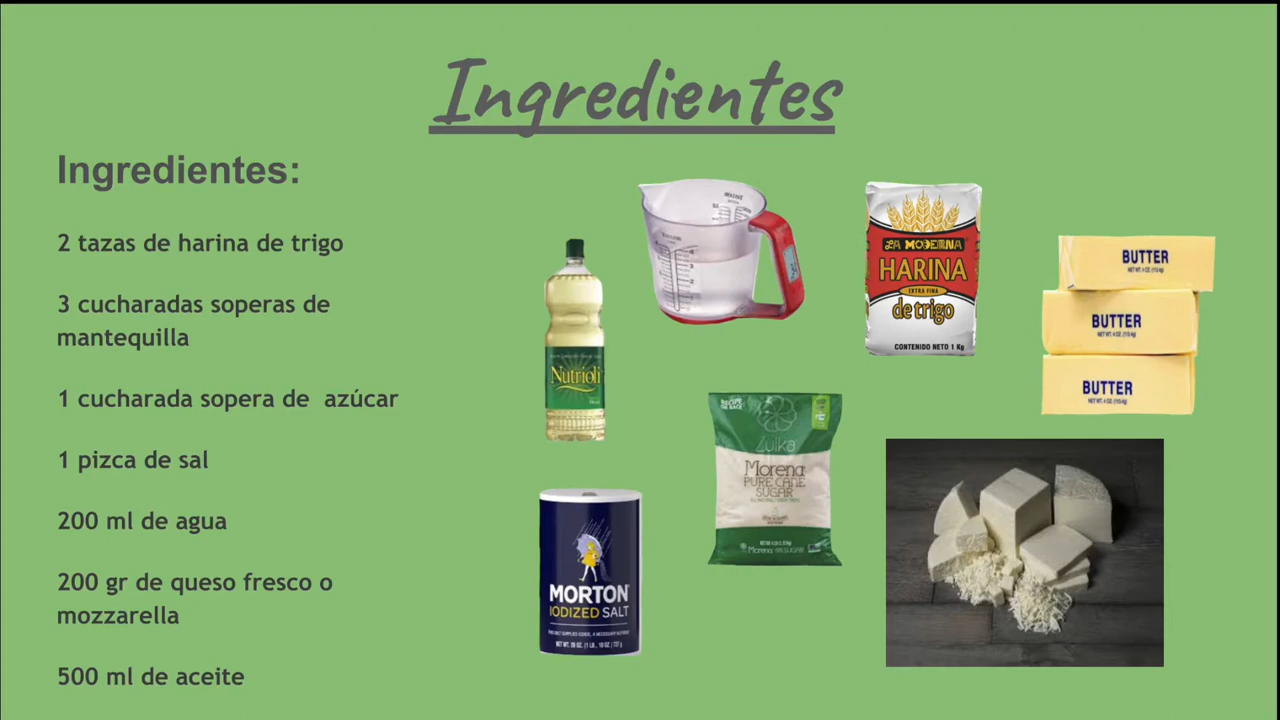 Ingredientes
Ingredientes:
2 tazas de harina de trigo
3 cucharadas soperas de
mantequilla
1 cucharada sopera de azúcar
1 pizca de sal
200 ml de agua
200 gr de queso fresco o
mozzarella
500 ml de aceite
Nutrioli
LA MODERNA
HARINA
EXTRA FINA
de trigo
CONTENIDO NETO 1 Kg
BUTTER
BUTTER
BUTTER
Zulka
Morena
PURE CANE
SUGAR
MORTON
IODIZED SALT